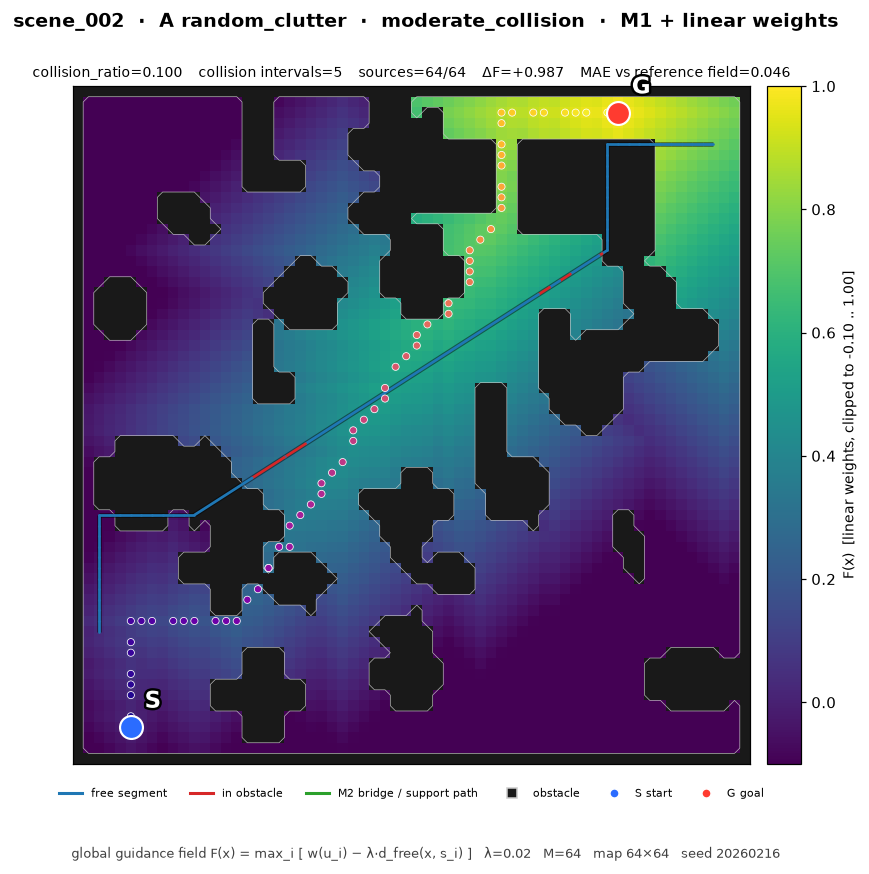 scene_002 · A random_clutter · moderate_collision · M1 + linear weights
collision_ratio=0.100 collision intervals=5 sources=64/64 ΔF=+0.987 MAE vs reference field=0.046
G
S
1.0
0.8
0.6
0.4
0.2
0.0
F(x) [linear weights, clipped to -0.10 .. 1.00]
free segment
in obstacle
M2 bridge / support path
obstacle
S start
G goal
global guidance field F(x) = max_i [ w(u_i) − λ·d_free(x, s_i) ] λ=0.02 M=64 map 64×64 seed 20260216